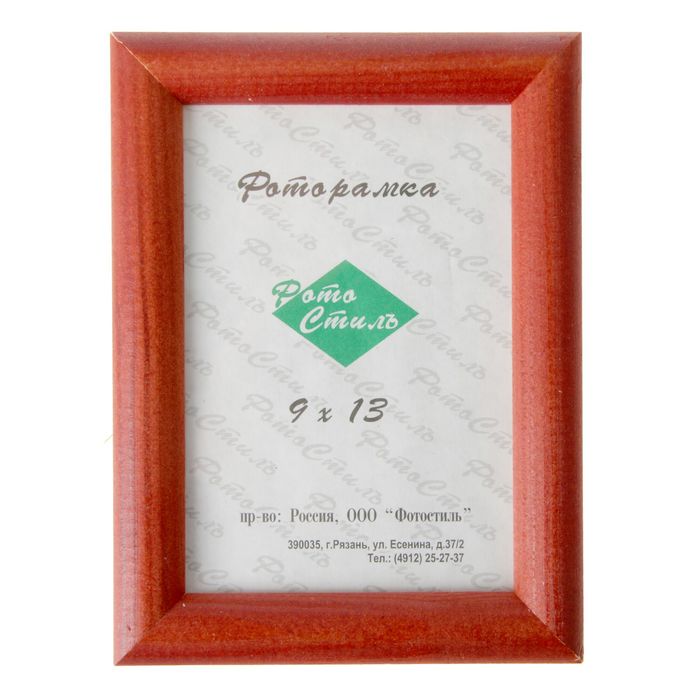 Фоторамка
Фото
Стиль
9 x 13
пр-во: Россия, ООО “Фотостиль”
390035, г.Рязань, ул. Есенина, д.37/2
Тел.: (4912) 25-27-37